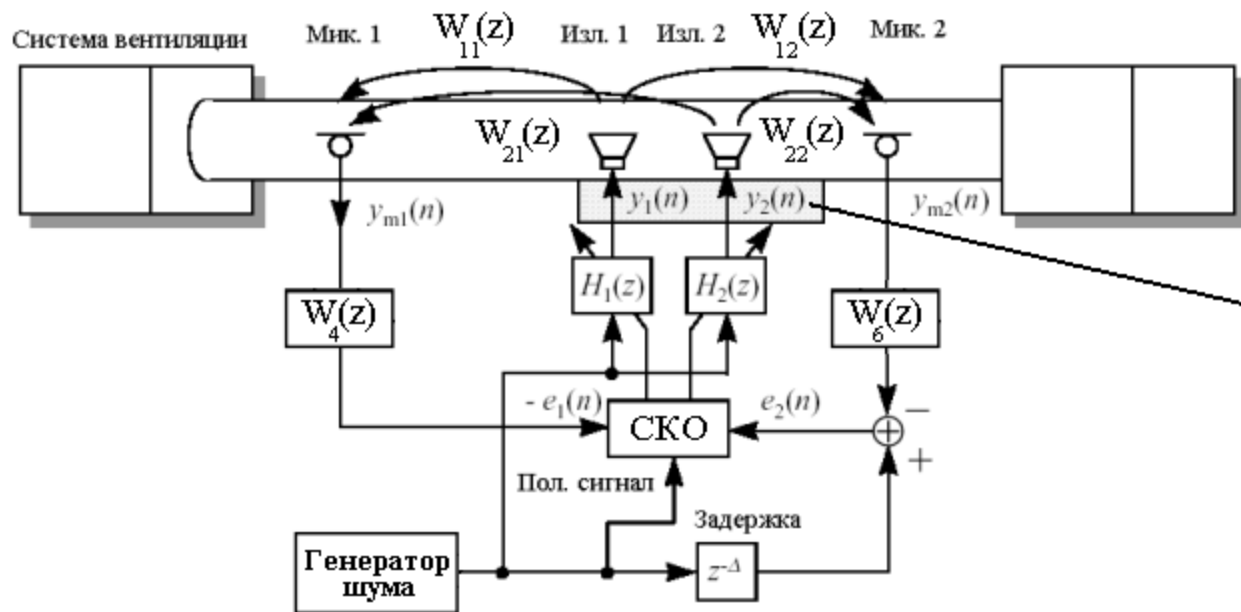 Система вентиляции
Мик. 1
W11(z)
Изл. 1
Изл. 2
W12(z)
Мик. 2
W21(z)
W22(z)
ym1(n)
y1(n)
y2(n)
ym2(n)
H1(z)
H2(z)
W4(z)
W6(z)
- e1(n)
СКО
e2(n)
−
+
+
Пол. сигнал
Задержка
Генератор
шума
z-Δ